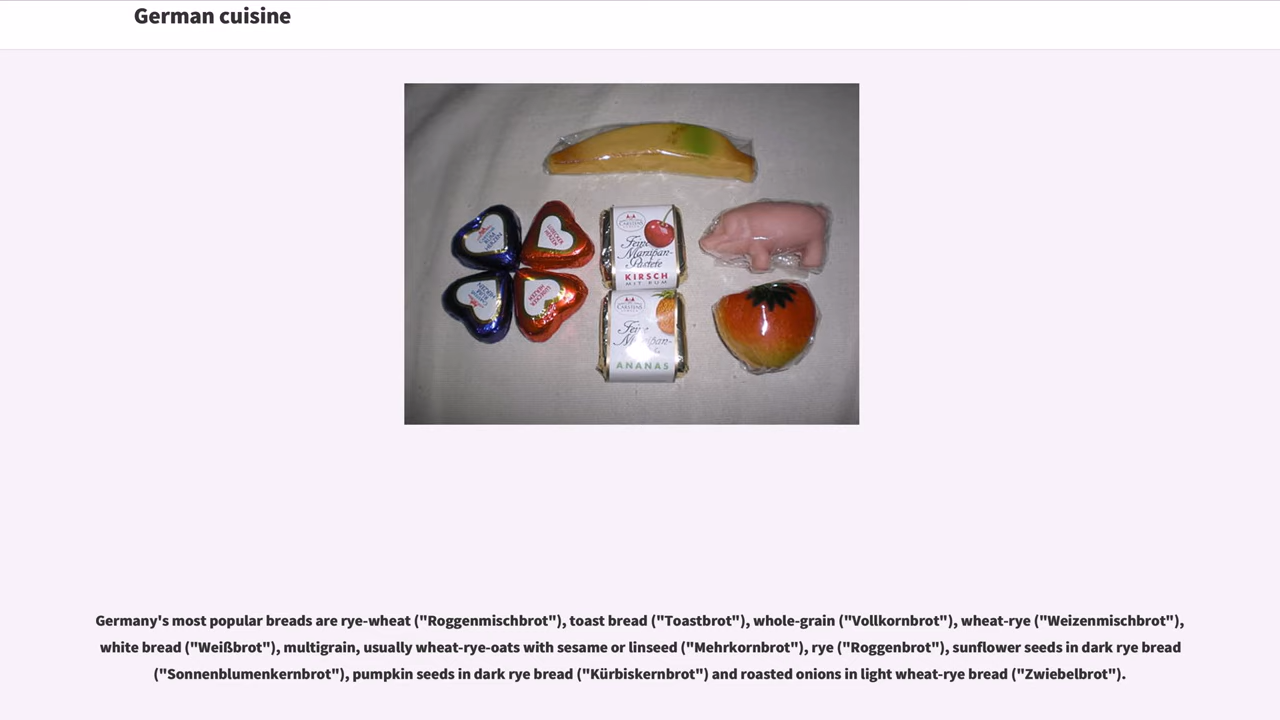 German cuisine
Feine
Marzipan-
Pastete
KIRSCH
MIT RUM
Feine
ANANAS
Germany's most popular breads are rye-wheat ("Roggenmischbrot"), toast bread ("Toastbrot"), whole-grain ("Vollkornbrot"), wheat-rye ("Weizenmischbrot"),
white bread ("Weißbrot"), multigrain, usually wheat-rye-oats with sesame or linseed ("Mehrkornbrot"), rye ("Roggenbrot"), sunflower seeds in dark rye bread
("Sonnenblumenkernbrot"), pumpkin seeds in dark rye bread ("Kürbiskernbrot") and roasted onions in light wheat-rye bread ("Zwiebelbrot").